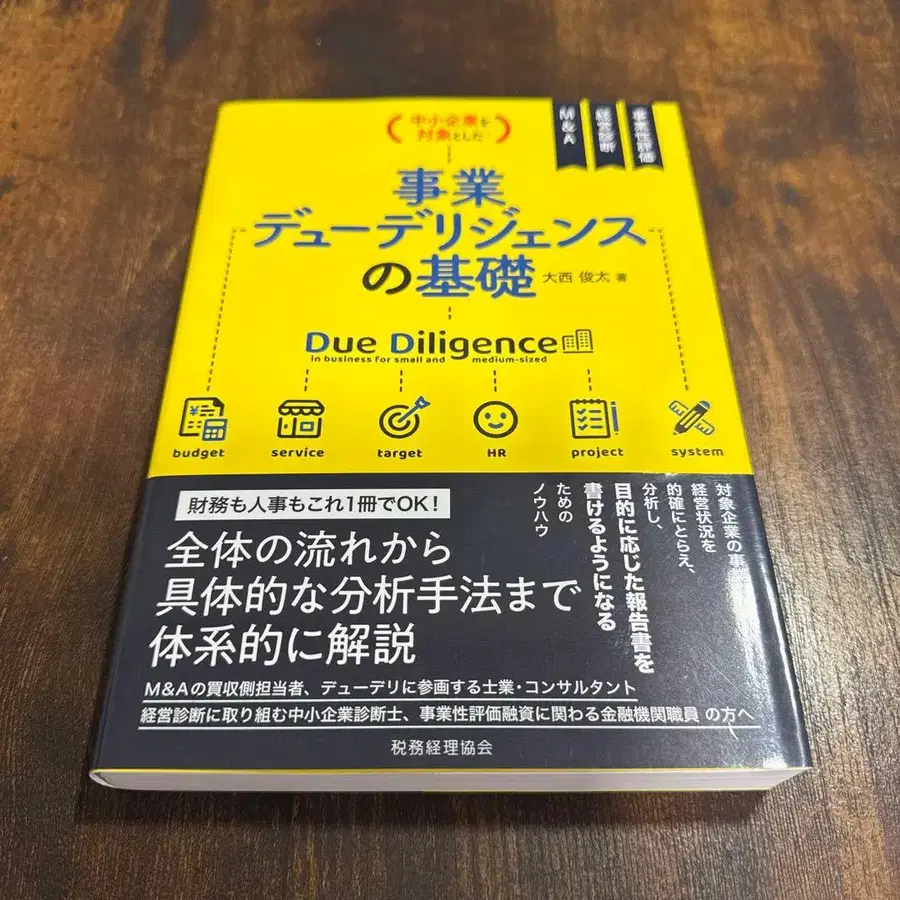 中小企業を
対象とした
M&A
経営診断
事業性評価
事業
デューデリジェンス
の基礎
大西 俊太 著
Due Diligence
in business for small and medium-sized
budget
service
target
HR
project
system
財務も人事もこれ1冊でOK!
全体の流れから
具体的な分析手法まで
体系的に解説
対象企業の事
経営状況を
的確にとらえ、
分析し、
目的に応じた報告書を
書けるようになる
ための
ノウハウ
M&Aの買収側担当者、デューデリに参画する士業・コンサルタント
経営診断に取り組む中小企業診断士、事業性評価融資に関わる金融機関職員 の方へ
税務経理協会